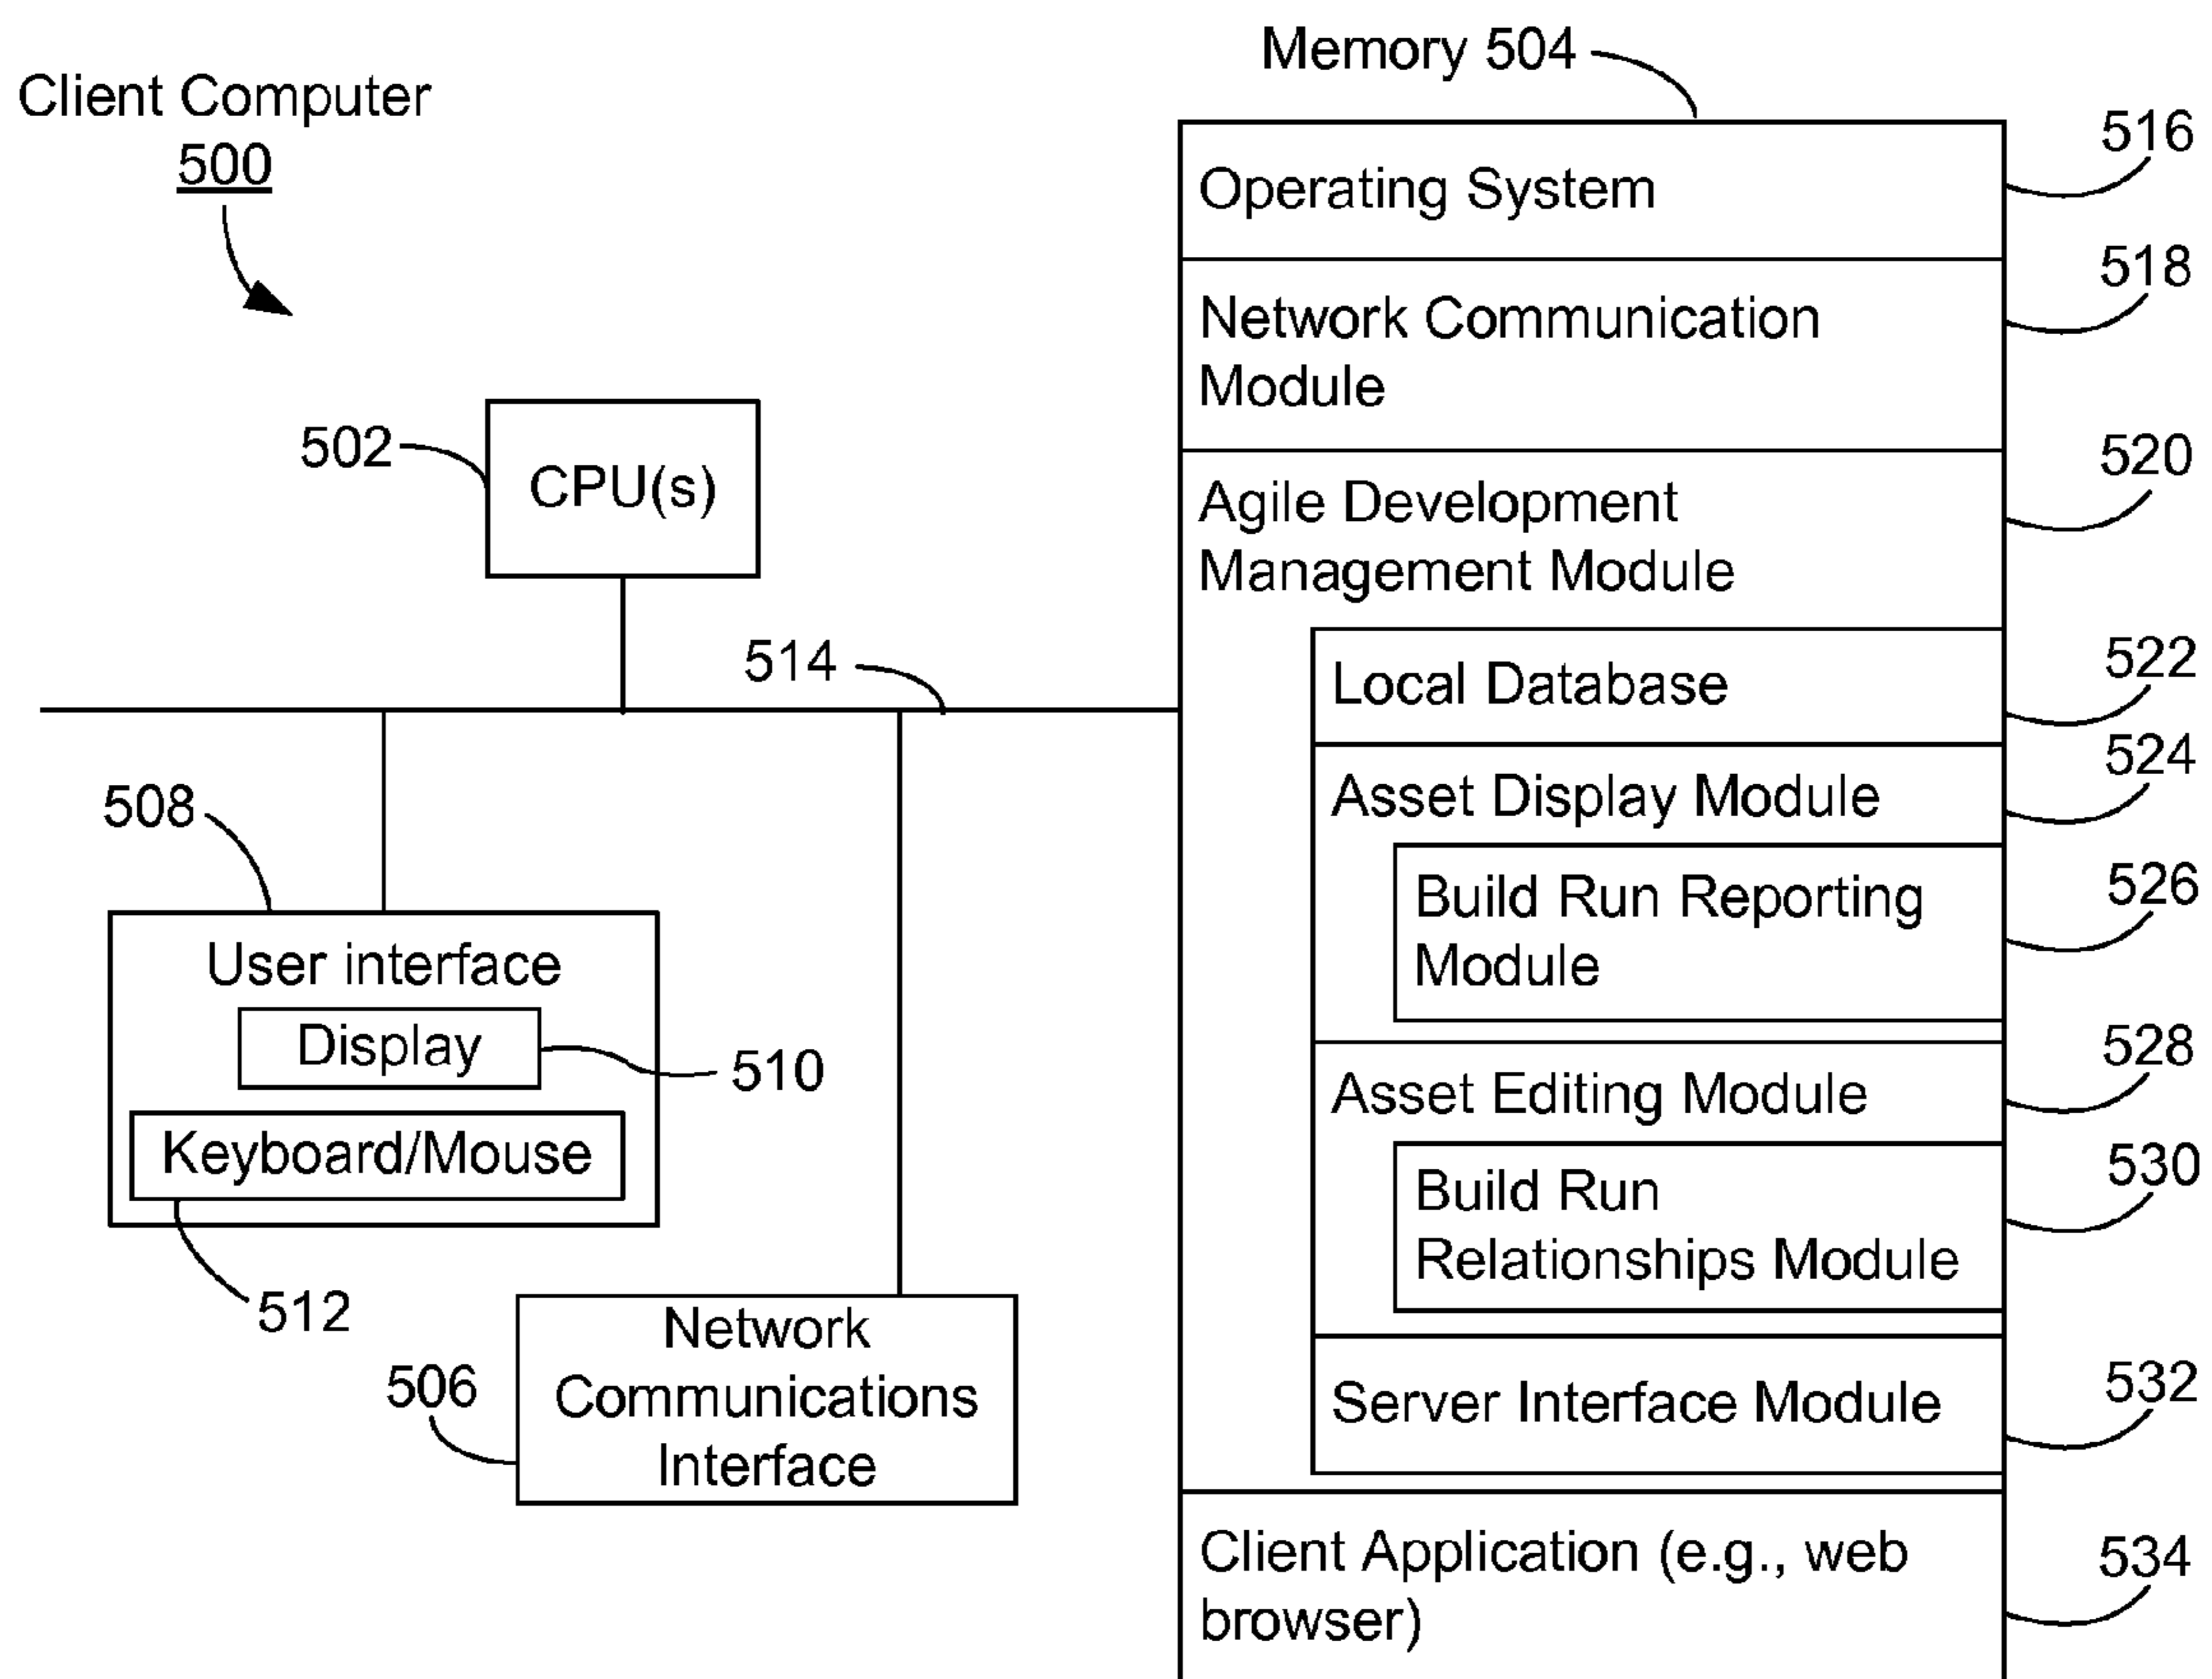 Memory 504
Client Computer
500
516
Operating System
518
Network Communication
Module
502
CPU(s)
520
Agile Development
Management Module
514
522
Local Database
524
Asset Display Module
508
526
Build Run Reporting
Module
User interface
Display
510
528
Asset Editing Module
Keyboard/Mouse
530
Build Run
Relationships Module
512
Network
Communications
Interface
506
532
Server Interface Module
534
Client Application (e.g., web
browser)